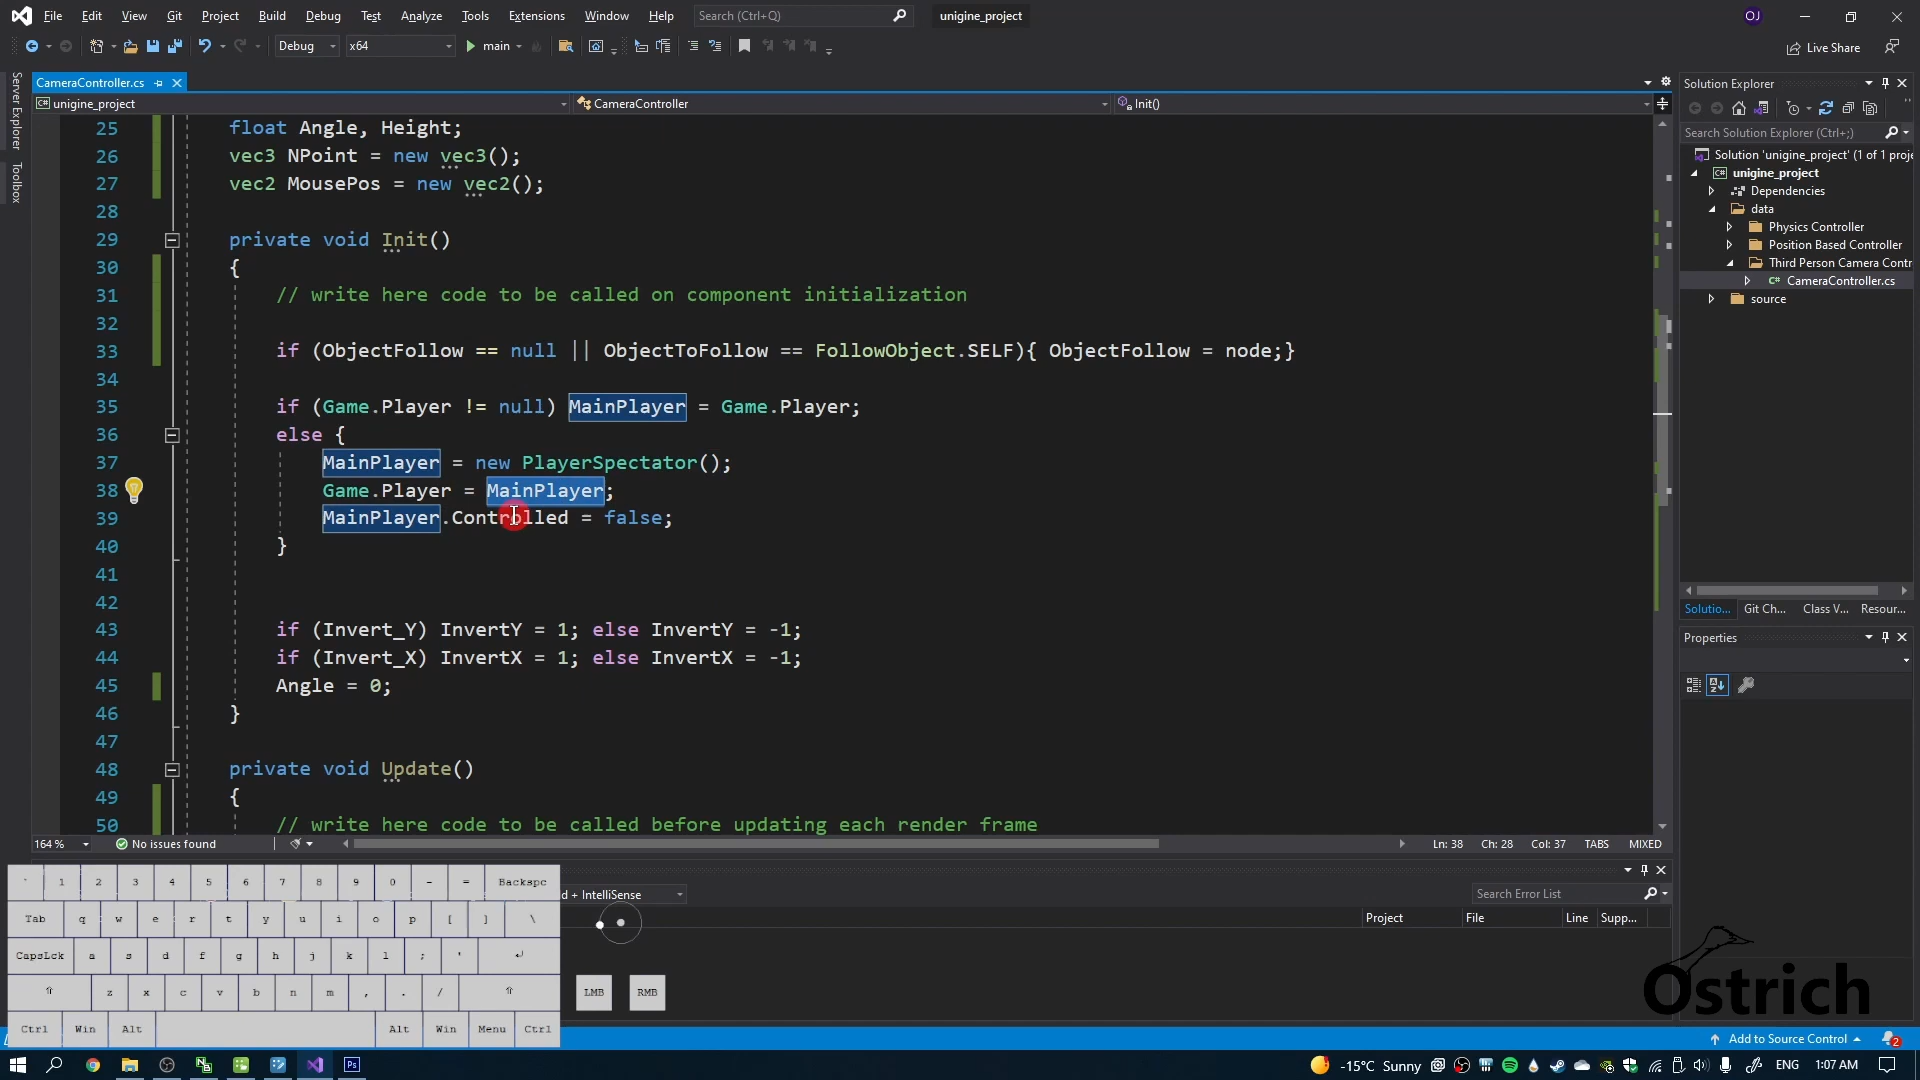 File Edit View Git Project Build Debug Test Analyze Tools Extensions Window Help Search (Ctrl+Q) unigine_project OJ
Debug x64 main Live Share
Server Explorer
Toolbox
CameraController.cs
unigine_project CameraController Init()
25 float Angle, Height;
26 vec3 NPoint = new vec3();
27 vec2 MousePos = new vec2();
28
29 private void Init()
30 {
31 // write here code to be called on component initialization
32
33 if (ObjectFollow == null || ObjectToFollow == FollowObject.SELF){ ObjectFollow = node;}
34
35 if (Game.Player != null) MainPlayer = Game.Player;
36 else {
37 MainPlayer = new PlayerSpectator();
38 Game.Player = MainPlayer;
39 MainPlayer.Controlled = false;
40 }
41
42
43 if (Invert_Y) InvertY = 1; else InvertY = -1;
44 if (Invert_X) InvertX = 1; else InvertX = -1;
45 Angle = 0;
46 }
47
48 private void Update()
49 {
50 // write here code to be called before updating each render frame
164 % No issues found Ln: 38 Ch: 28 Col: 37 TABS MIXED
Solution Explorer
Search Solution Explorer (Ctrl+;)
Solution 'unigine_project' (1 of 1 proje
unigine_project
Dependencies
data
Physics Controller
Position Based Controller
Third Person Camera Contr
CameraController.cs
source
Solutio... Git Ch... Class V... Resour...
Properties
d + IntelliSense Search Error List
Project File Line Supp...
` 1 2 3 4 5 6 7 8 9 0 - = Backspc
Tab q w e r t y u i o p [ ] \
CapsLck a s d f g h j k l ; '
z x c v b n m , . /
Ctrl Win Alt Alt Win Menu Ctrl
LMB RMB
Ostrich
Add to Source Control 2
-15°C Sunny ENG 1:07 AM